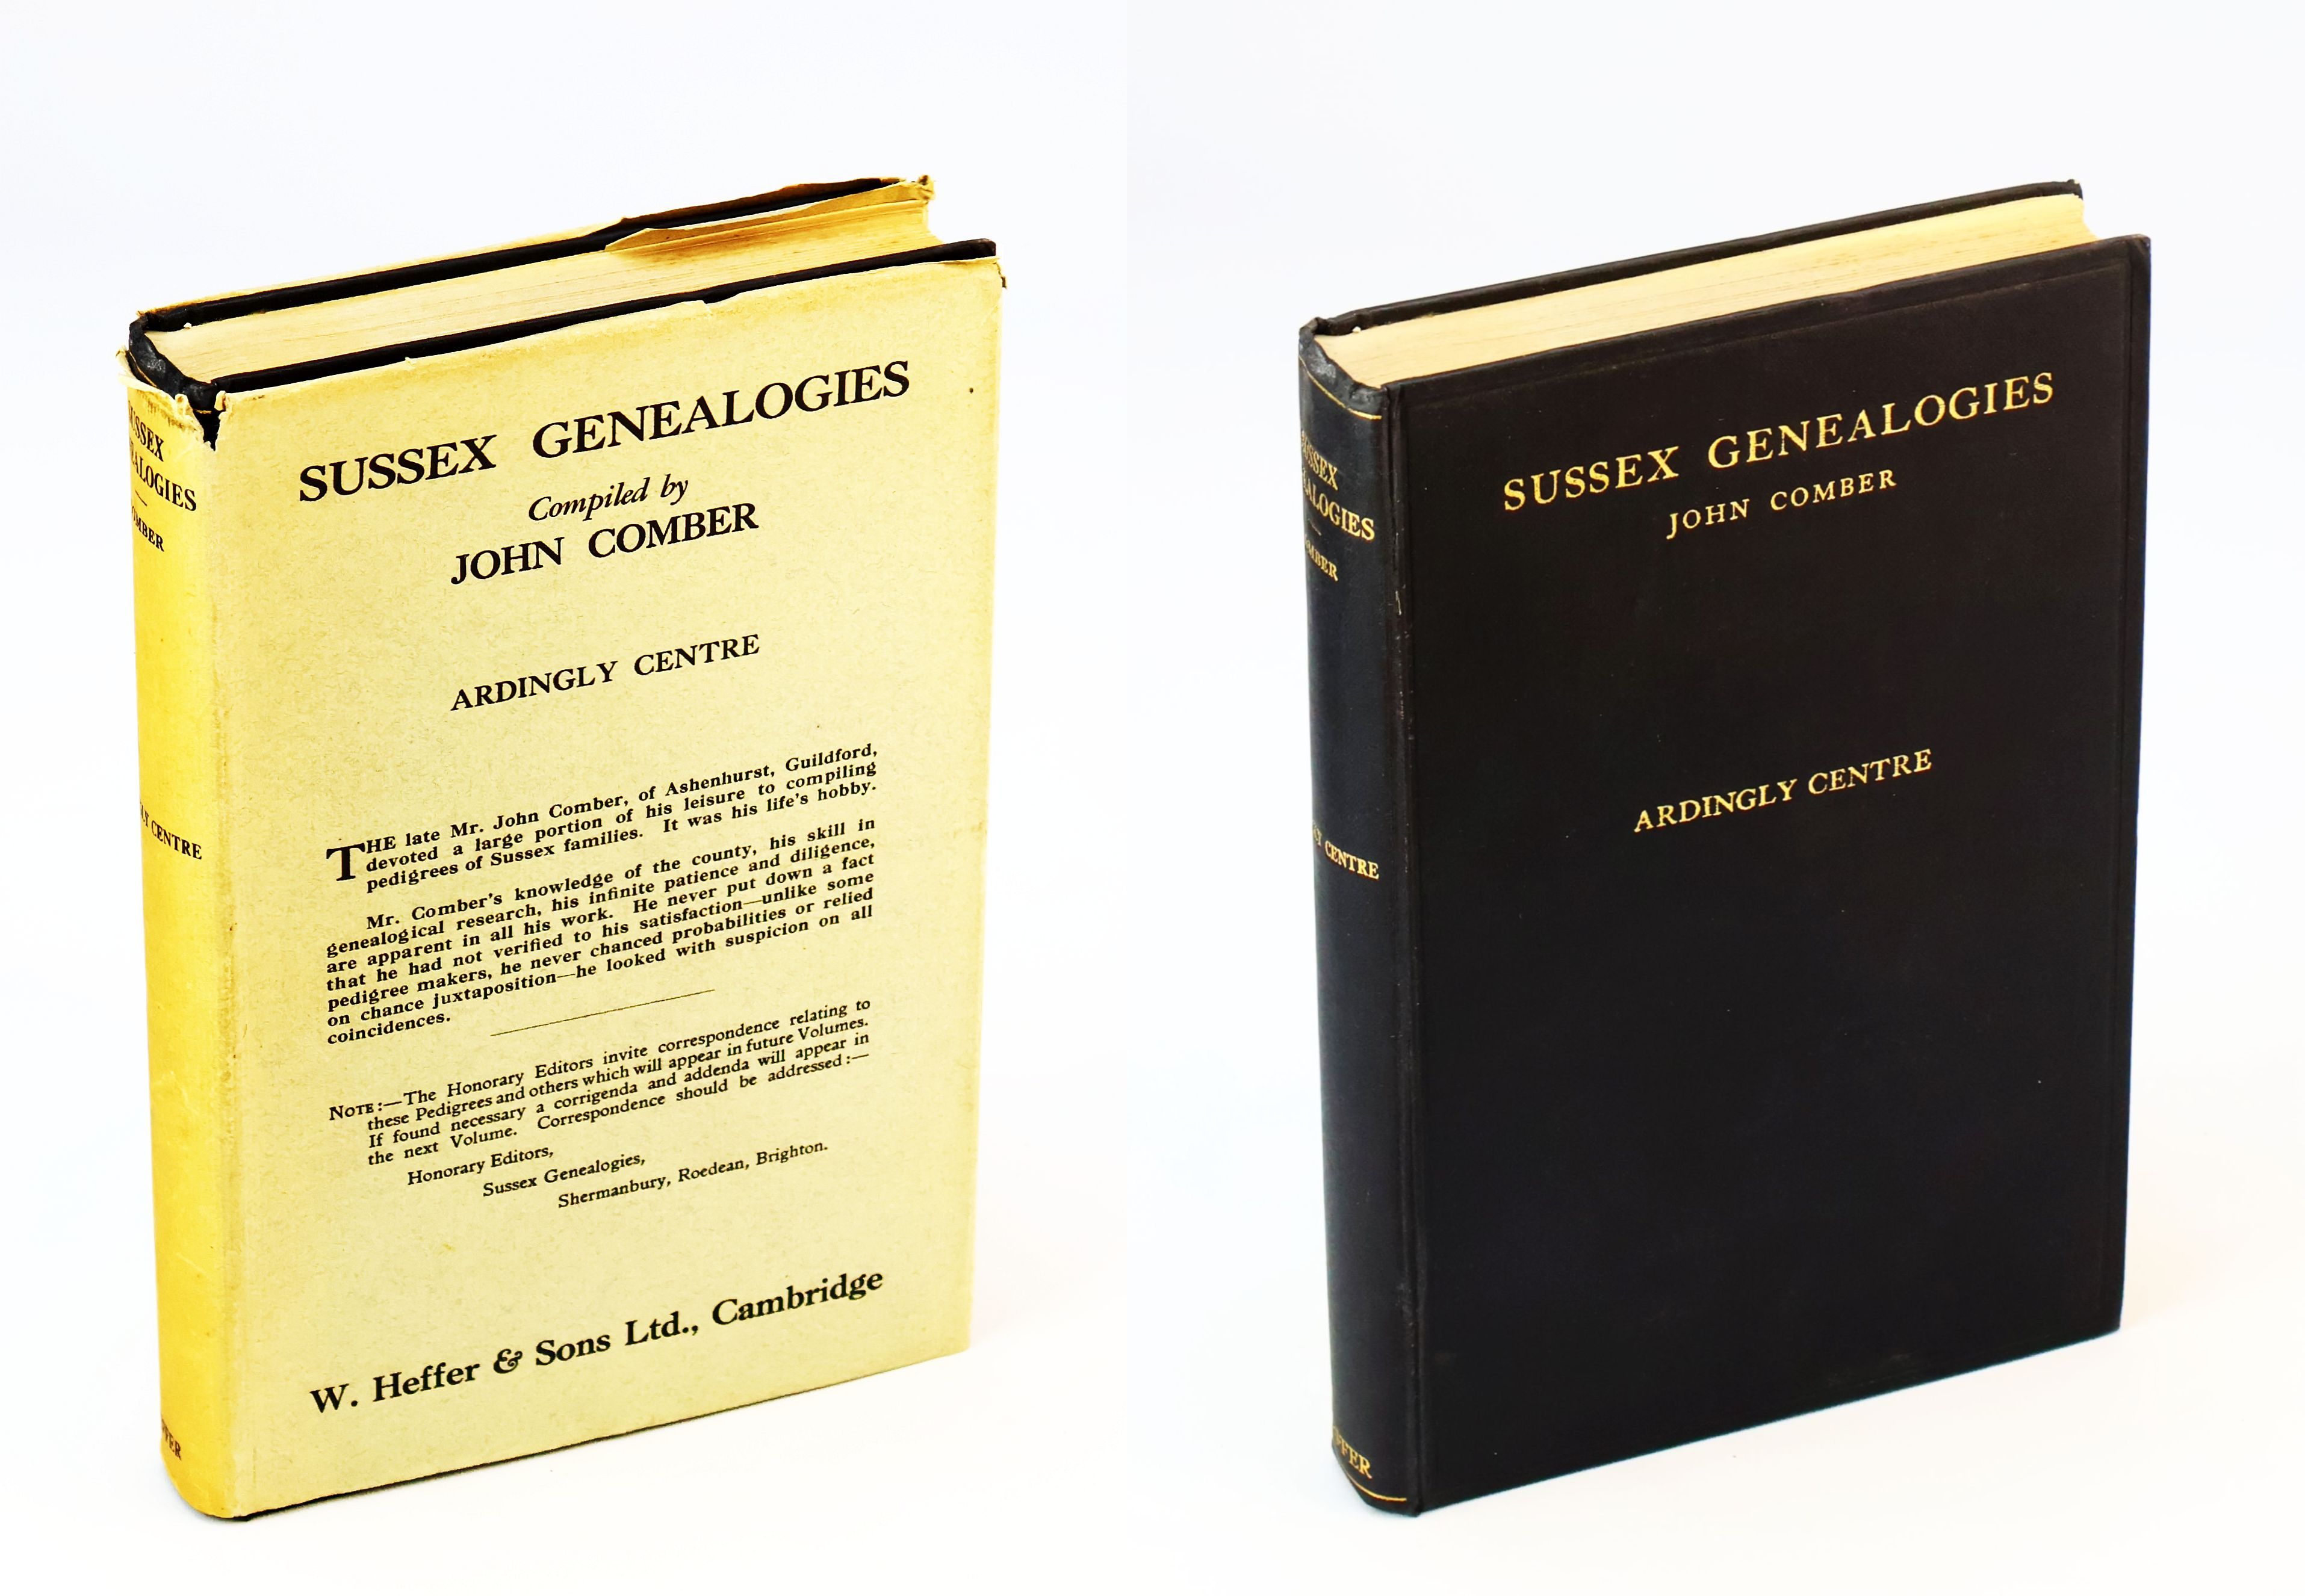 SUSSEX GENEALOGIES
Compiled by
JOHN COMBER
ARDINGLY CENTRE
THE late Mr. John Comber, of Ashenhurst, Guildford,
devoted a large portion of his leisure to compiling
pedigrees of Sussex families. It was his life's hobby.
Mr. Comber's knowledge of the county, his skill in
genealogical research, his infinite patience and diligence,
are apparent in all his work. He never put down a fact
that he had not verified to his satisfaction—unlike some
pedigree makers, he never chanced probabilities or relied
on chance juxtaposition—he looked with suspicion on all
coincidences.
NOTE:—The Honorary Editors invite correspondence relating to
these Pedigrees and others which will appear in future Volumes.
If found necessary a corrigenda and addenda will appear in
the next Volume. Correspondence should be addressed:—
Honorary Editors,
Sussex Genealogies,
Shermanbury, Roedean, Brighton.
W. Heffer & Sons Ltd., Cambridge
SUSSEX
CENTRE
SUSSEX GENEALOGIES
JOHN COMBER
ARDINGLY CENTRE
SUSSEX
CENTRE